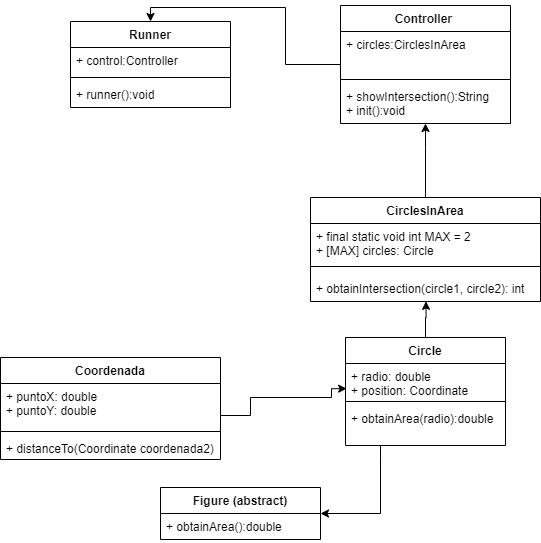 Runner
+ control:Controller
+ runner():void
Controller
+ circles:CirclesInArea
+ showIntersection():String
+ init():void
CirclesInArea
+ final static void int MAX = 2
+ [MAX] circles: Circle
+ obtainIntersection(circle1, circle2): int
Circle
+ radio: double
+ position: Coordinate
+ obtainArea(radio):double
Coordenada
+ puntoX: double
+ puntoY: double
+ distanceTo(Coordinate coordenada2)
Figure (abstract)
+ obtainArea():double